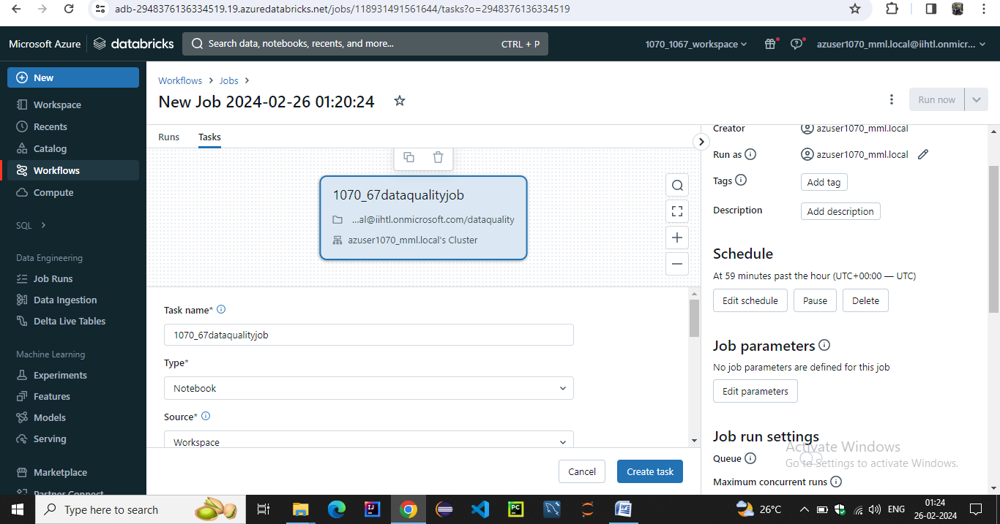 adb-2948376136334519.19.azuredatabricks.net/jobs/118931491561644/tasks?o=2948376136334519
Microsoft Azure
databricks
Search data, notebooks, recents, and more...
CTRL + P
1070_1067_workspace
azuser1070_mml.local@iihtl.onmicr...
New
Workspace
Recents
Catalog
Workflows
Compute
SQL
Data Engineering
Job Runs
Data Ingestion
Delta Live Tables
Machine Learning
Experiments
Features
Models
Serving
Marketplace
Partner Connect
Workflows > Jobs >
New Job 2024-02-26 01:20:24
Run now
Runs
Tasks
1070_67dataqualityjob
...al@iihtl.onmicrosoft.com/dataquality
azuser1070_mml.local's Cluster
Task name*
1070_67dataqualityjob
Type*
Notebook
Source*
Workspace
Cancel
Create task
Creator
azuser1070_mml.local
Run as
azuser1070_mml.local
Tags
Add tag
Description
Add description
Schedule
At 59 minutes past the hour (UTC+00:00 — UTC)
Edit schedule
Pause
Delete
Job parameters
No job parameters are defined for this job
Edit parameters
Job run settings
Queue
Maximum concurrent runs
Activate Windows
Go to Settings to activate Windows.
Type here to search
26°C
ENG
01:24
26-02-2024